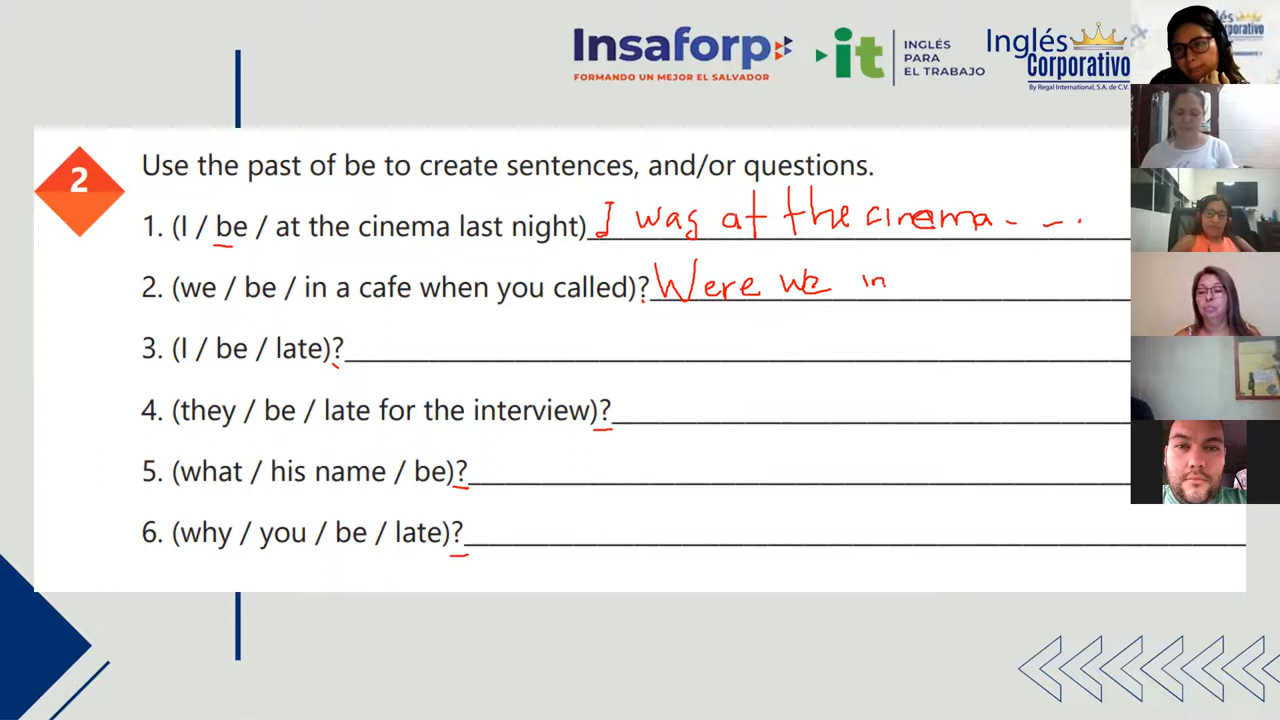 Insaforp
FORMANDO UN MEJOR EL SALVADOR
it
INGLÉS
PARA
EL TRABAJO
Inglés
Corporativo
By Regal International, S.A. de C.V.
2
Use the past of be to create sentences, and/or questions.
1. (I / be / at the cinema last night) I was at the cinema - - .
2. (we / be / in a cafe when you called)? Were we in
3. (I / be / late)?
4. (they / be / late for the interview)?
5. (what / his name / be)?
6. (why / you / be / late)?